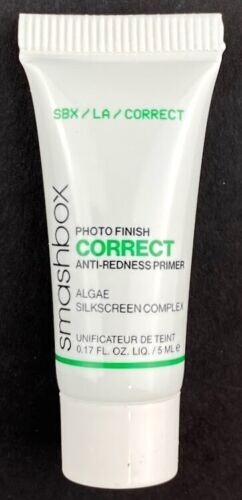 SBX/LA/CORRECT
smashbox
PHOTO FINISH
CORRECT
ANTI-REDNESS PRIMER
ALGAE
SILKSCREEN COMPLEX
UNIFICATEUR DE TEINT
0.17 FL. OZ. LIQ. / 5 ML e